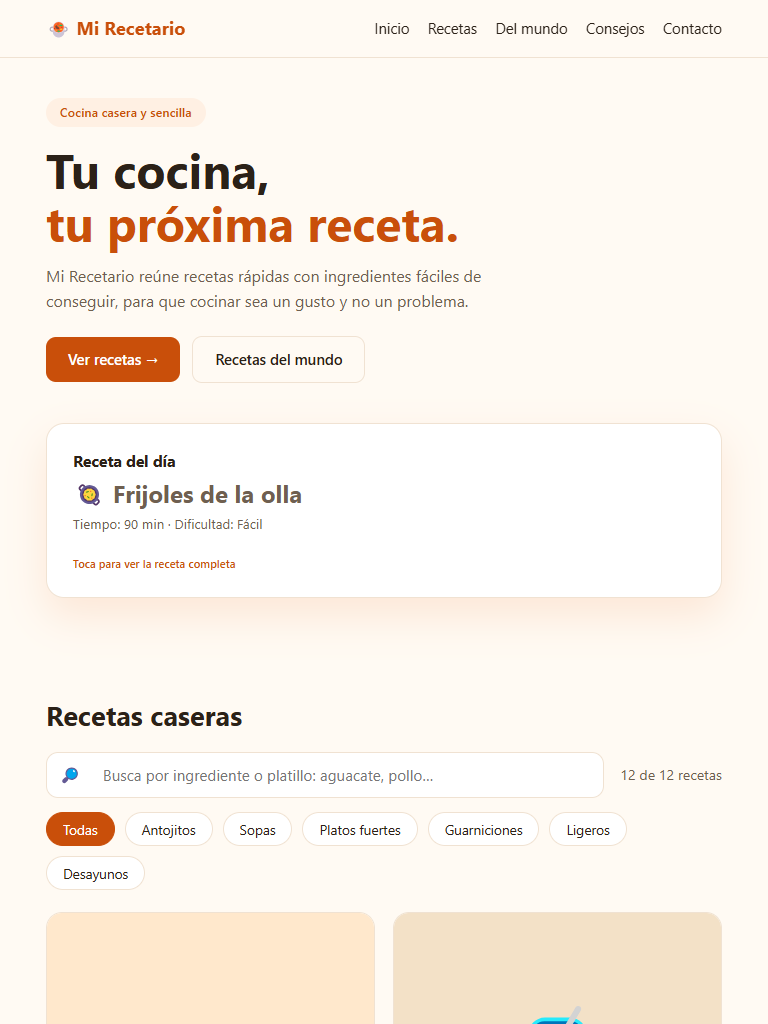 Mi Recetario
Inicio Recetas Del mundo Consejos Contacto
Cocina casera y sencilla
Tu cocina,
tu próxima receta.
Mi Recetario reúne recetas rápidas con ingredientes fáciles de
conseguir, para que cocinar sea un gusto y no un problema.
Ver recetas →
Recetas del mundo
Receta del día
Frijoles de la olla
Tiempo: 90 min · Dificultad: Fácil
Toca para ver la receta completa
Recetas caseras
Busca por ingrediente o platillo: aguacate, pollo...
12 de 12 recetas
Todas Antojitos Sopas Platos fuertes Guarniciones Ligeros
Desayunos